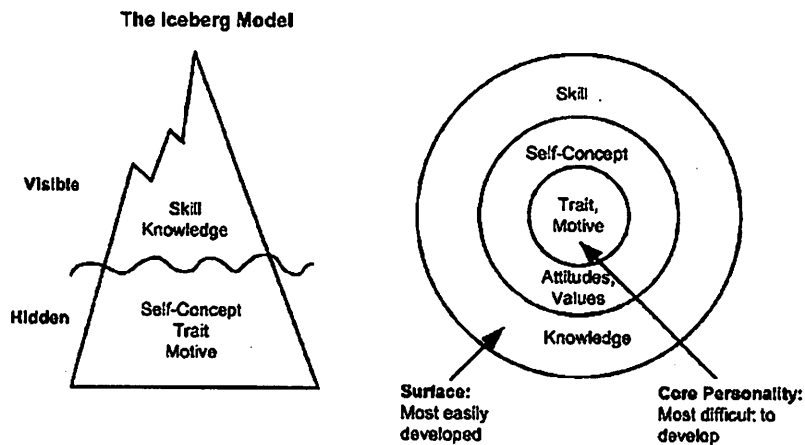 The Iceberg Model
Visible
Skill
Knowledge
Hidden
Self-Concept
Trait
Motive
Skill
Self-Concept
Trait,
Motive
Attitudes,
Values
Knowledge
Surface:
Most easily
developed
Core Personality:
Most difficult to
develop